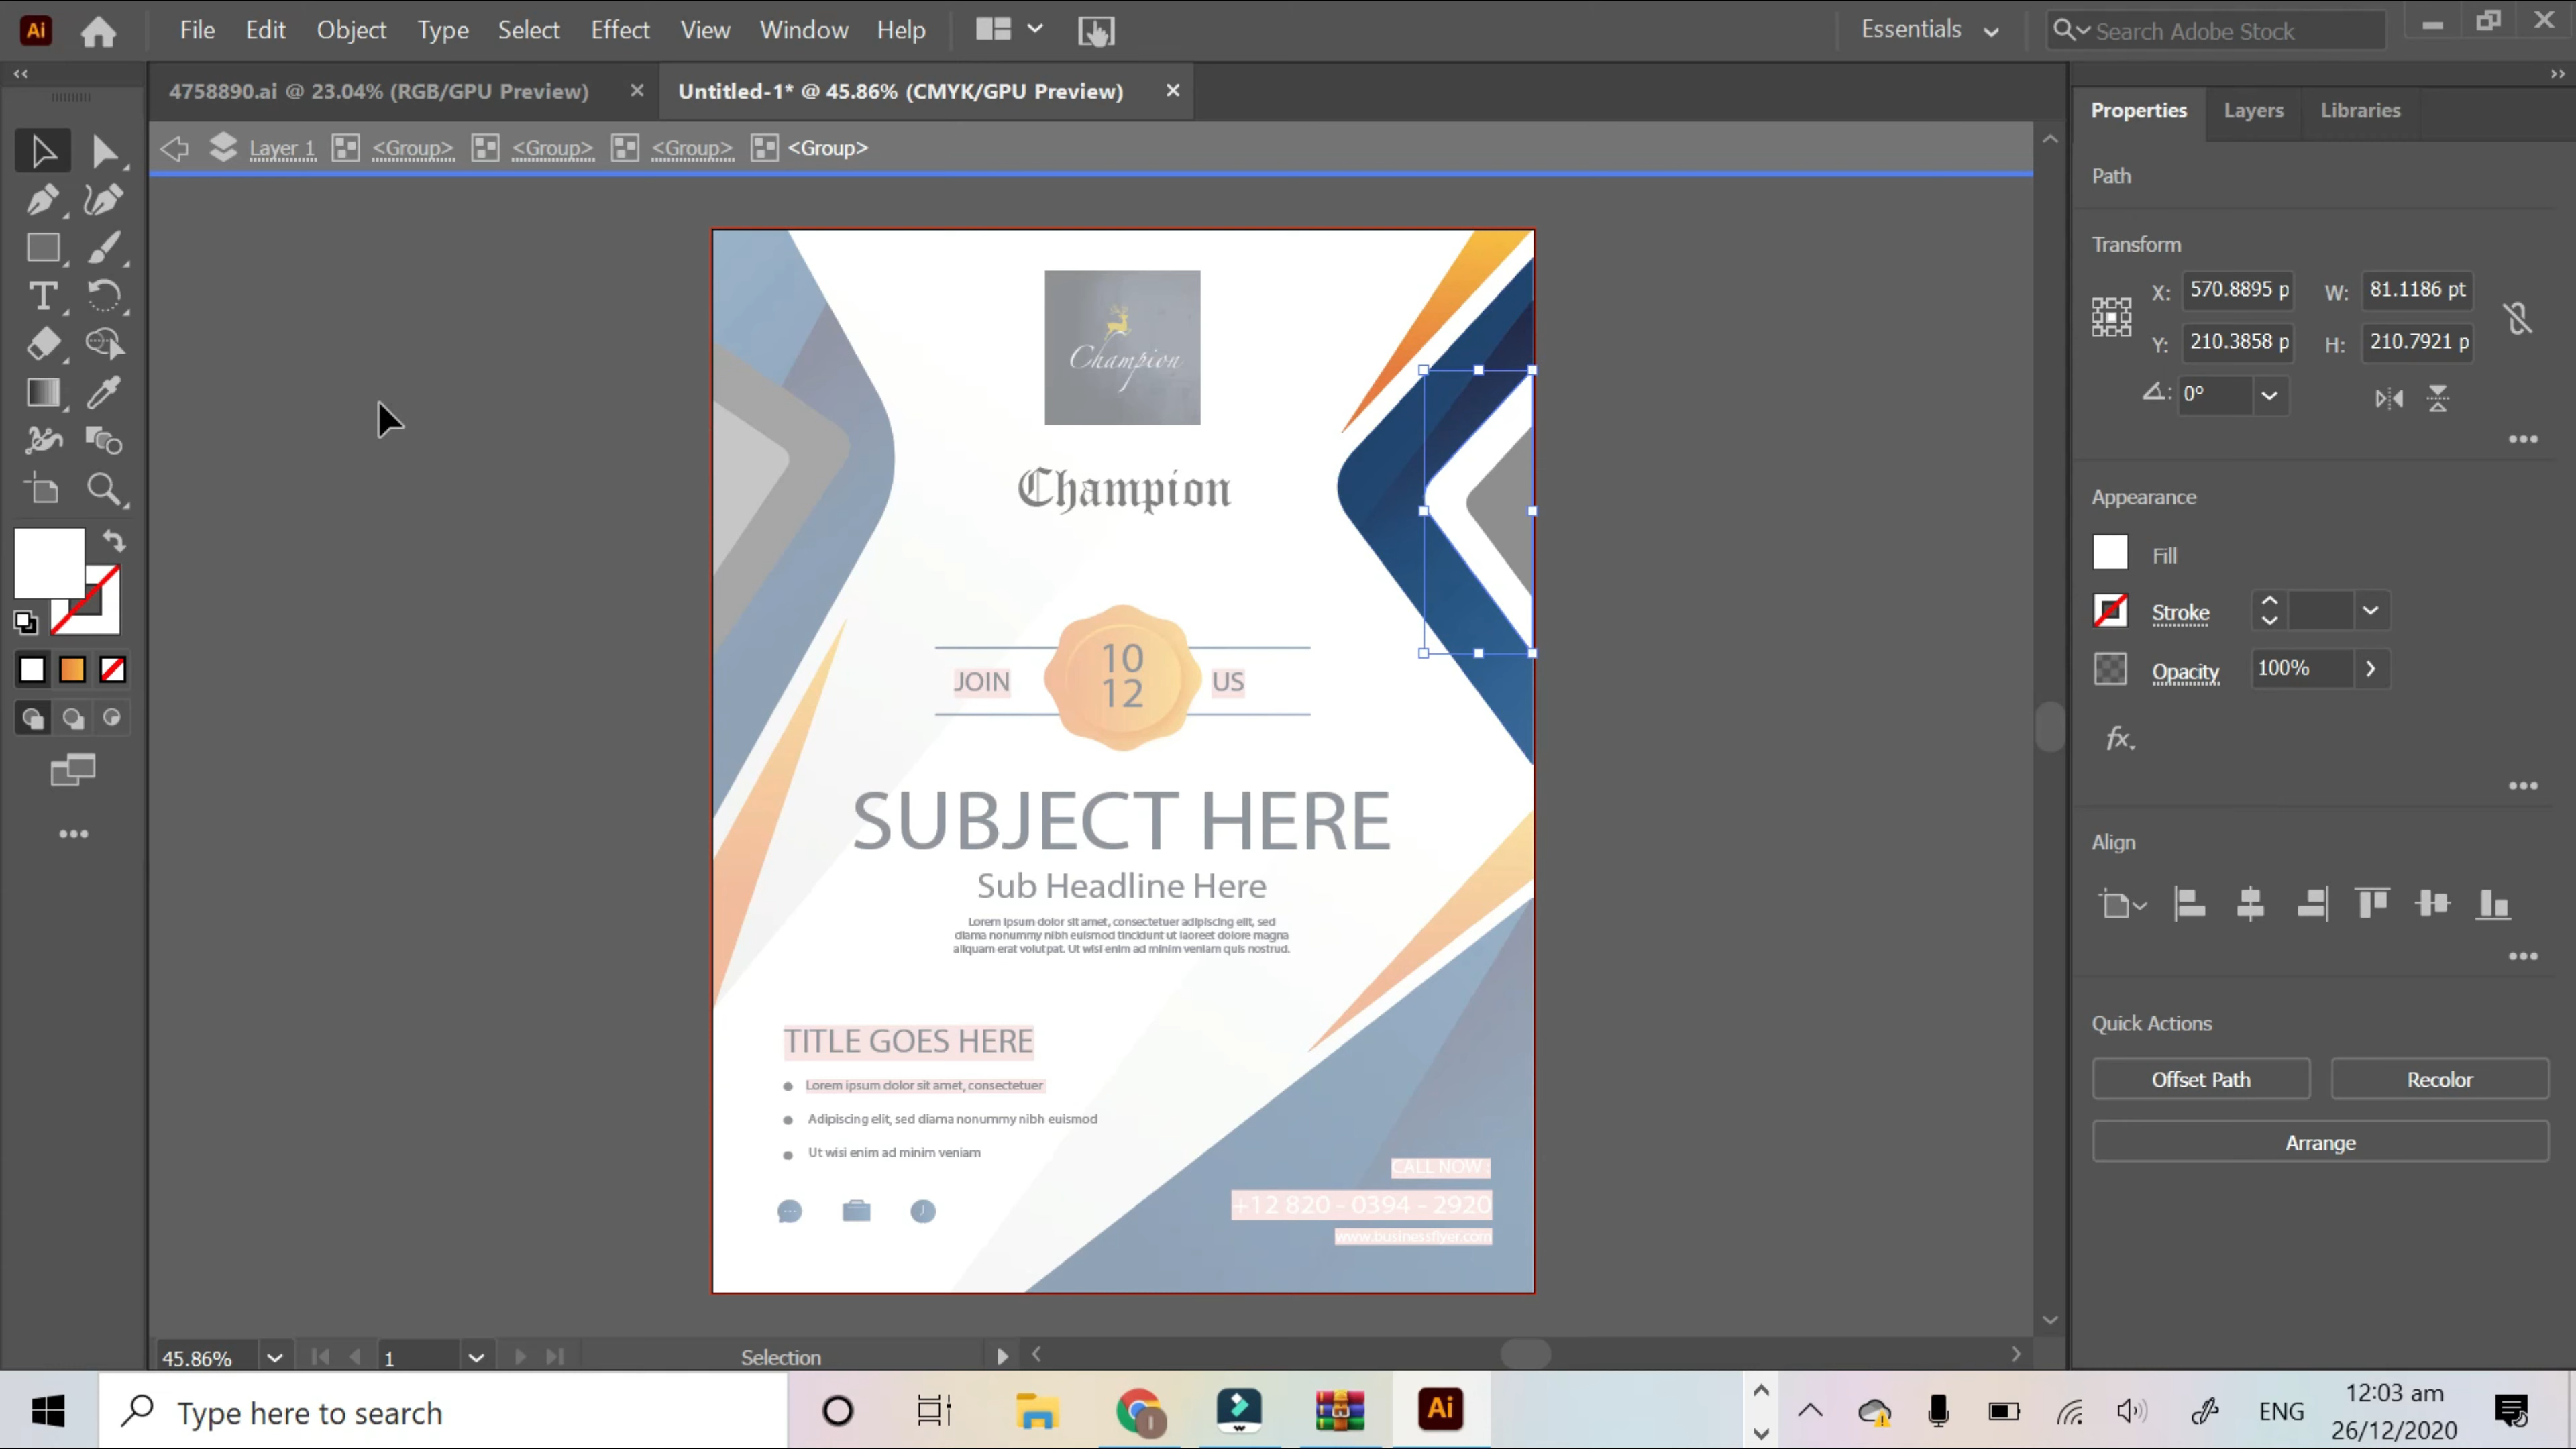 Ai File Edit Object Type Select Effect View Window Help Essentials Search Adobe Stock
4758890.ai @ 23.04% (RGB/GPU Preview) Untitled-1* @ 45.86% (CMYK/GPU Preview)
Layer 1 <Group> <Group> <Group> <Group>
Champion
Champion
JOIN
10
12
US
SUBJECT HERE
Sub Headline Here
Lorem ipsum dolor sit amet, consectetuer adipiscing elit, sed
diama nonummy nibh euismod tincidunt ut laoreet dolore magna
aliquam erat volutpat. Ut wisi enim ad minim veniam quis nostrud.
TITLE GOES HERE
Lorem ipsum dolor sit amet, consectetuer
Adipiscing elit, sed diama nonummy nibh euismod
Ut wisi enim ad minim veniam
CALL NOW :
+12 820 - 0394 - 2920
www.businessflyer.com
Properties Layers Libraries
Path
Transform
X: 570.8895 p W: 81.1186 pt
Y: 210.3858 p H: 210.7921 p
0°
Appearance
Fill
Stroke
Opacity 100%
fx
Align
Quick Actions
Offset Path Recolor
Arrange
45.86% 1 Selection
Type here to search Ai ENG 12:03 am
26/12/2020